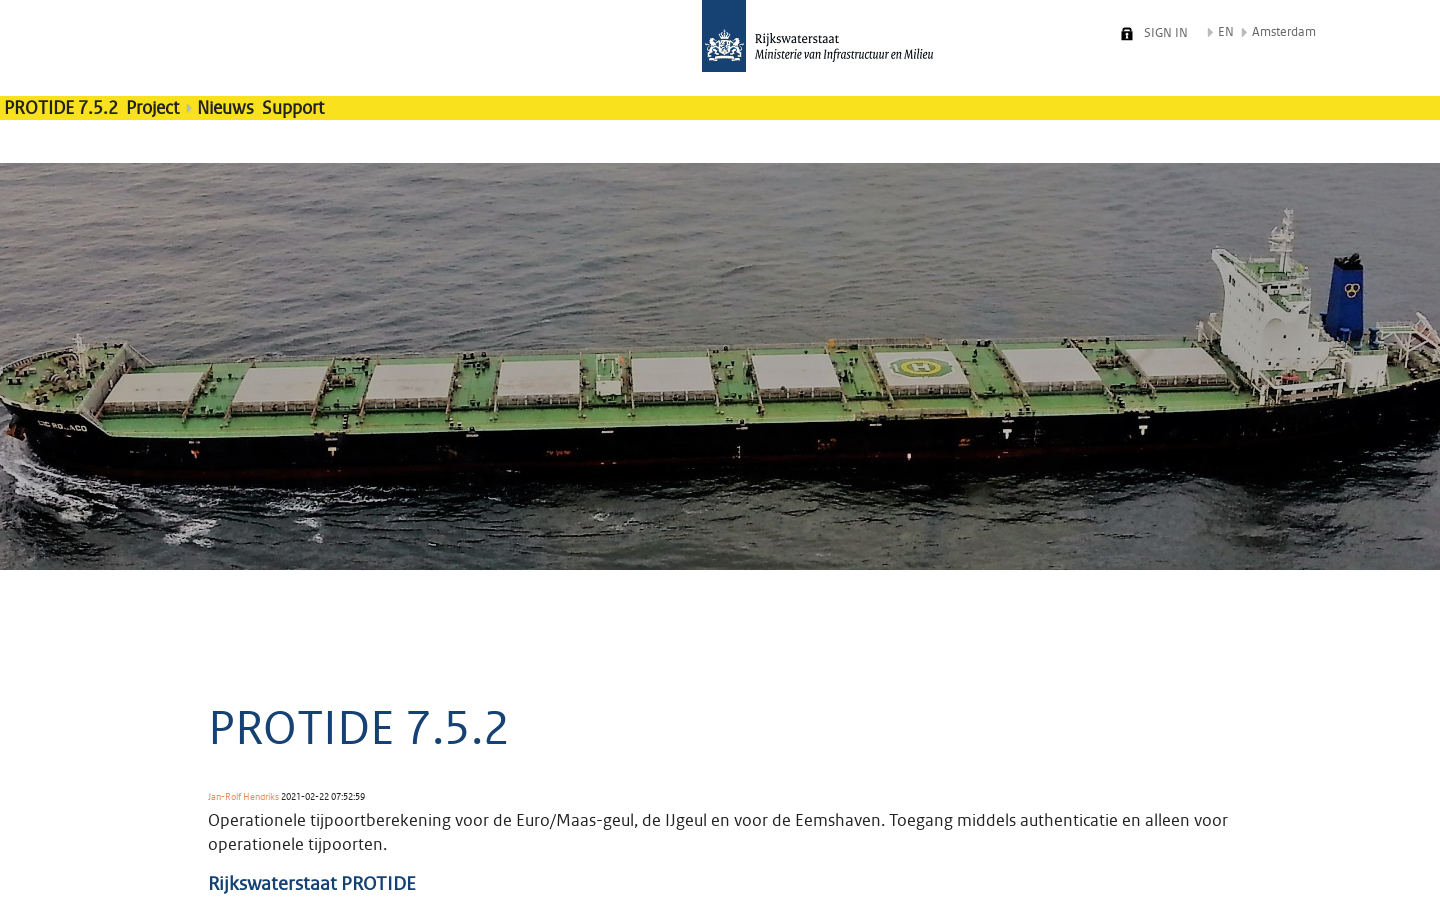 Rijkswaterstaat
Ministerie van Infrastructuur en Milieu
SIGN IN
EN
Amsterdam
PROTIDE 7.5.2 Project Nieuws Support
PROTIDE 7.5.2
Jan-Rolf Hendriks 2021-02-22 07:52:59
Operationele tijpoortberekening voor de Euro/Maas-geul, de IJgeul en voor de Eemshaven. Toegang middels authenticatie en alleen voor
operationele tijpoorten.
Rijkswaterstaat PROTIDE